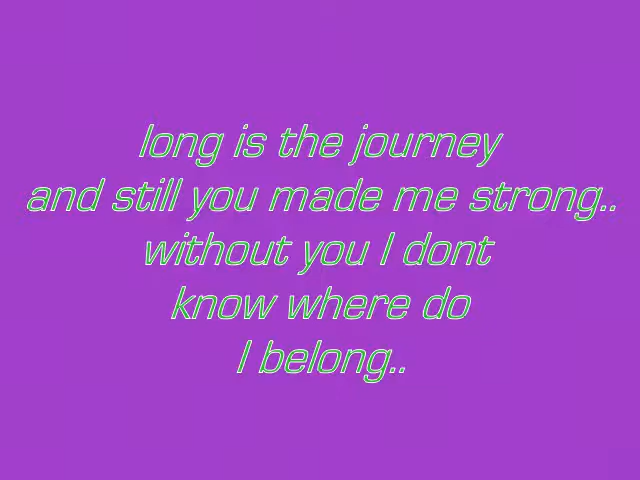 long is the journey
and still you made me strong..
without you I dont
know where do
I belong..